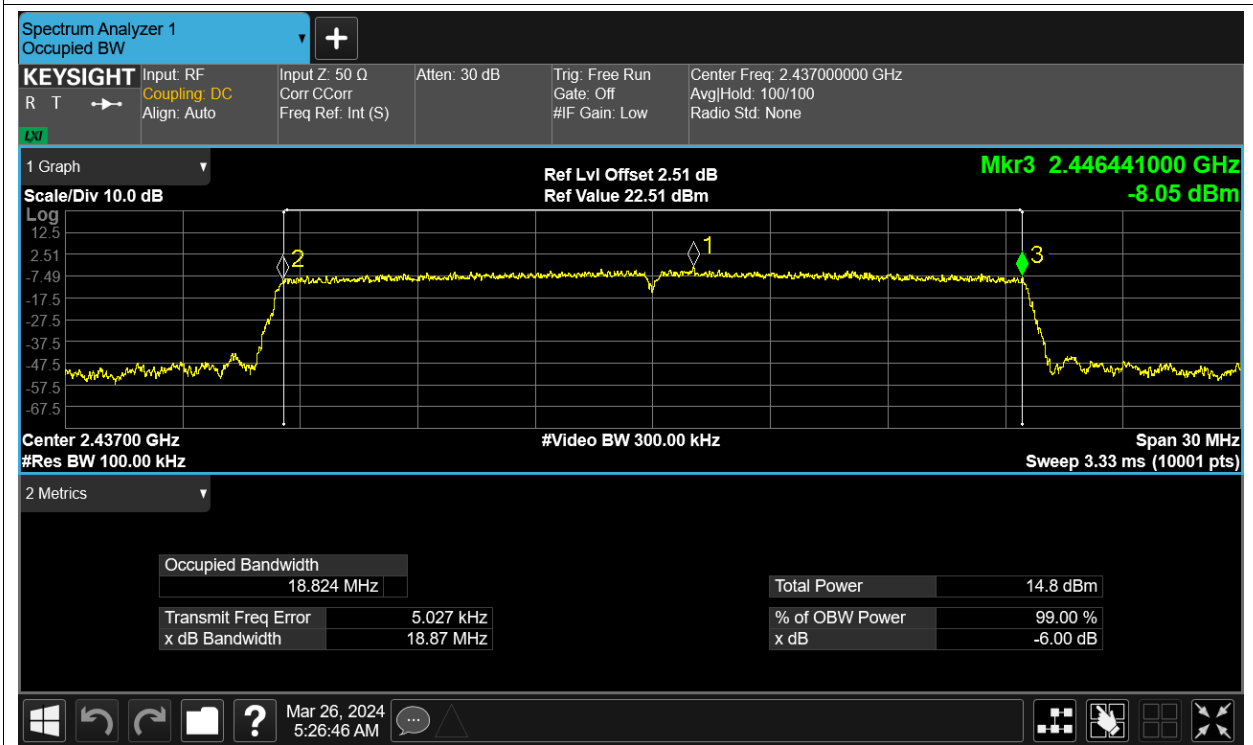 Spectrum Analyzer 1
Occupied BW
KEYSIGHT
R T
LXI
Input: RF
Coupling: DC
Align: Auto
Input Z: 50 Ω
Corr CCorr
Freq Ref: Int (S)
Atten: 30 dB
Trig: Free Run
Gate: Off
#IF Gain: Low
Center Freq: 2.437000000 GHz
Avg|Hold: 100/100
Radio Std: None
1 Graph
Scale/Div 10.0 dB
Ref Lvl Offset 2.51 dB
Ref Value 22.51 dBm
Mkr3 2.446441000 GHz
-8.05 dBm
Log
12.5
2.51
-7.49
-17.5
-27.5
-37.5
-47.5
-57.5
-67.5
2
1
3
Center 2.43700 GHz
#Res BW 100.00 kHz
#Video BW 300.00 kHz
Span 30 MHz
Sweep 3.33 ms (10001 pts)
2 Metrics
Occupied Bandwidth
18.824 MHz
Transmit Freq Error 5.027 kHz
x dB Bandwidth 18.87 MHz
Total Power 14.8 dBm
% of OBW Power 99.00 %
x dB -6.00 dB
?
Mar 26, 2024
5:26:46 AM